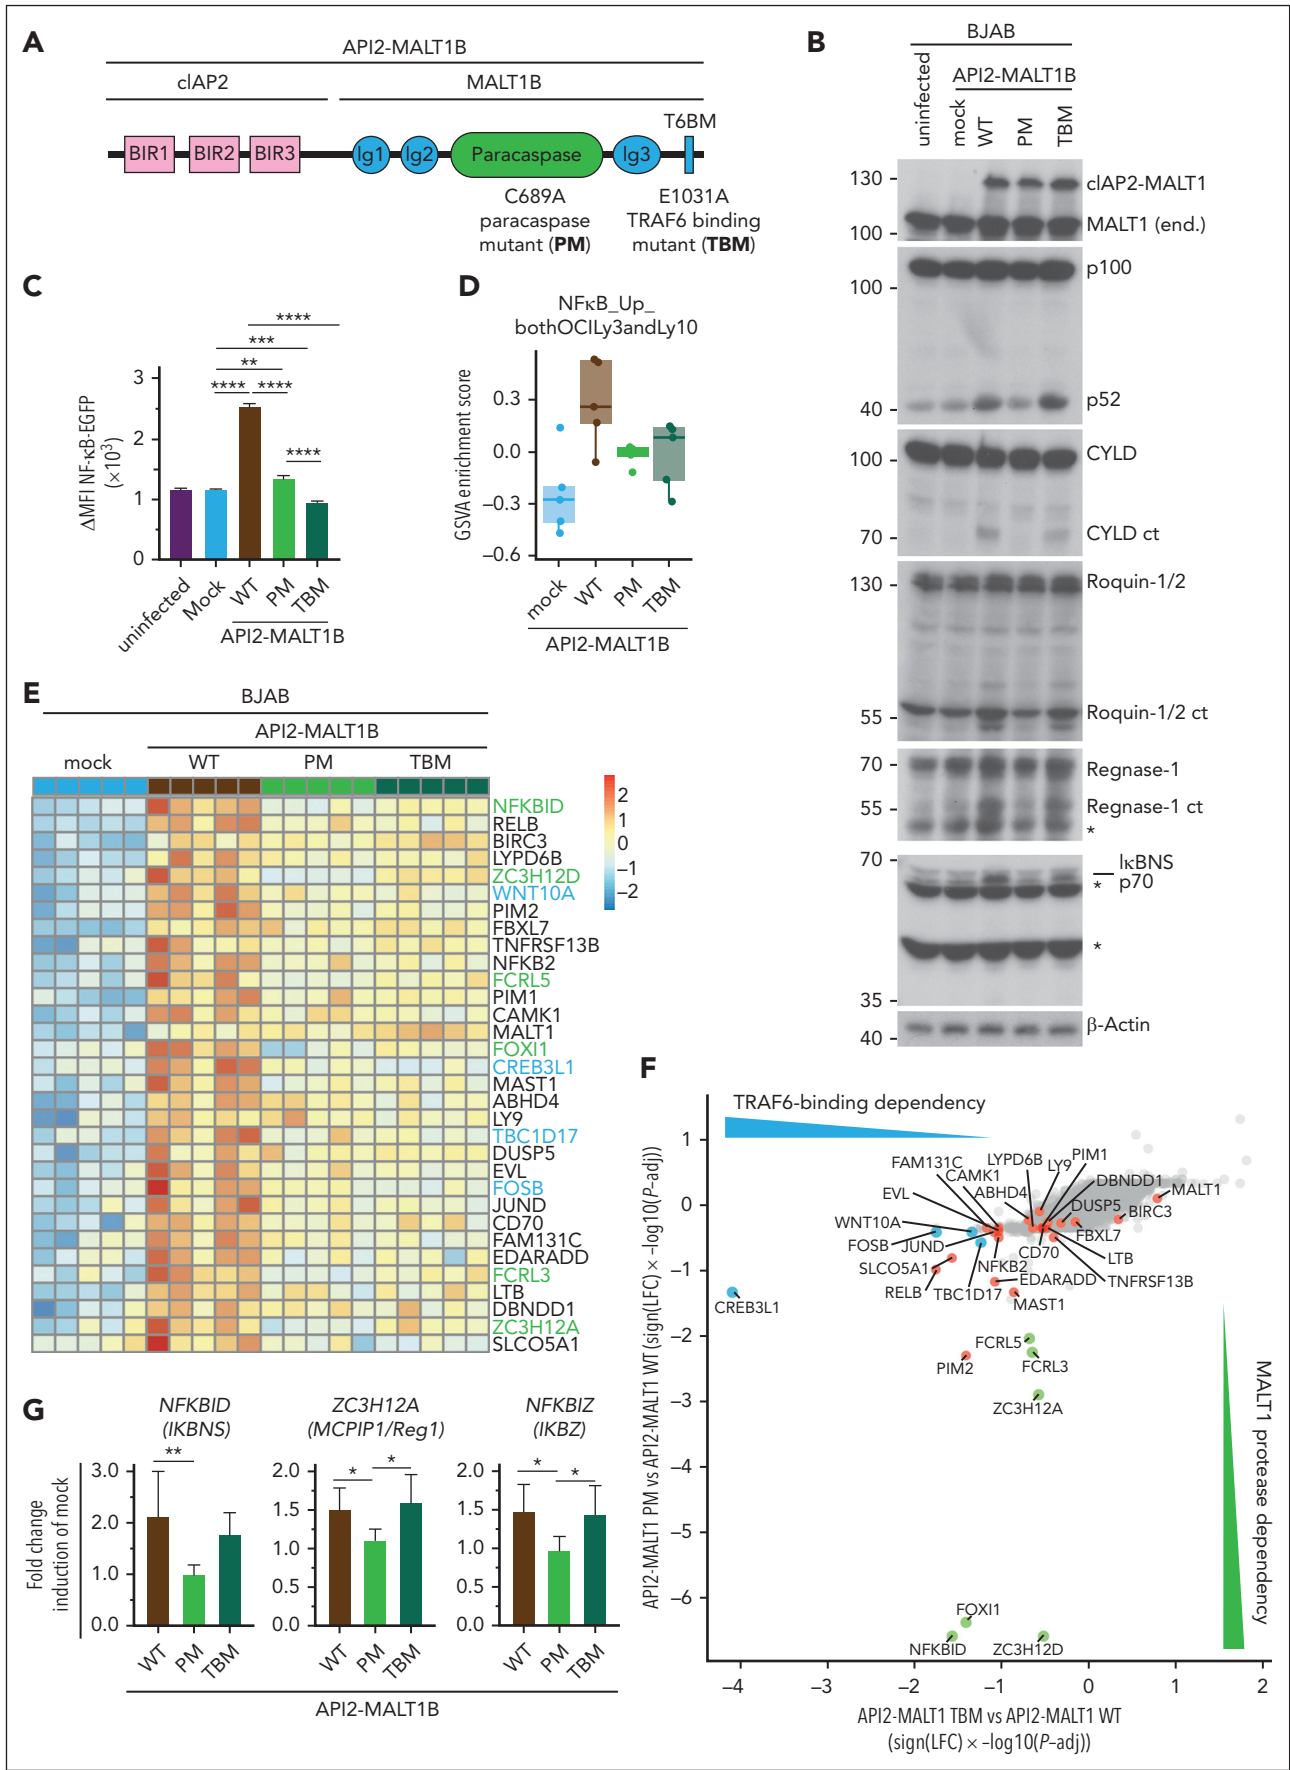 A
API2-MALT1B
cIAP2
MALT1B
T6BM
BIR1
BIR2
BIR3
Ig1
Ig2
Paracaspase
Ig3
C689A
paracaspase
mutant (PM)
E1031A
TRAF6 binding
mutant (TBM)
B
BJAB
API2-MALT1B
uninfected
mock
WT
PM
TBM
130
cIAP2-MALT1
MALT1 (end.)
100
p100
100
p52
40
100
CYLD
70
CYLD ct
130
Roquin-1/2
55
Roquin-1/2 ct
70
Regnase-1
55
Regnase-1 ct
*
70
IκBNS
* p70
*
35
40
β-Actin
C
****
***
**
**** ****
****
ΔMFI NF-κB-EGFP
(×10³)
3
2
1
0
uninfected
Mock
WT
PM
TBM
API2-MALT1B
D
NFκB_Up_
bothOCILy3andLy10
GSVA enrichment score
0.3
0.0
−0.3
−0.6
mock
WT
PM
TBM
API2-MALT1B
E
BJAB
API2-MALT1B
mock
WT
PM
TBM
NFKBID
RELB
BIRC3
LYPD6B
ZC3H12D
WNT10A
PIM2
FBXL7
TNFRSF13B
NFKB2
FCRL5
PIM1
CAMK1
MALT1
FOXI1
CREB3L1
MAST1
ABHD4
LY9
TBC1D17
DUSP5
EVL
FOSB
JUND
CD70
FAM131C
EDARADD
FCRL3
LTB
DBNDD1
ZC3H12A
SLCO5A1
2
1
0
−1
−2
F
TRAF6-binding dependency
MALT1 protease dependency
API2-MALT1 PM vs API2-MALT1 WT (sign(LFC) × −log10(P−adj))
1
0
−1
−2
−3
−4
−5
−6
FAM131C
CAMK1
LYPD6B
LY9
PIM1
EVL
ABHD4
DBNDD1
MALT1
WNT10A
DUSP5
BIRC3
FOSB
JUND
FBXL7
SLCO5A1
NFKB2
CD70
LTB
RELB
TBC1D17
EDARADD
TNFRSF13B
CREB3L1
MAST1
FCRL5
PIM2
FCRL3
ZC3H12A
FOXI1
NFKBID
ZC3H12D
−4
−3
−2
−1
0
1
2
API2-MALT1 TBM vs API2-MALT1 WT
(sign(LFC) × −log10(P−adj))
G
Fold change
induction of mock
NFKBID
(IKBNS)
**
3.0
2.0
1.0
0.0
WT
PM
TBM
ZC3H12A
(MCPIP1/Reg1)
* *
2.0
1.5
1.0
0.5
0.0
WT
PM
TBM
NFKBIZ
(IKBZ)
* *
2.0
1.5
1.0
0.5
0.0
WT
PM
TBM
API2-MALT1B